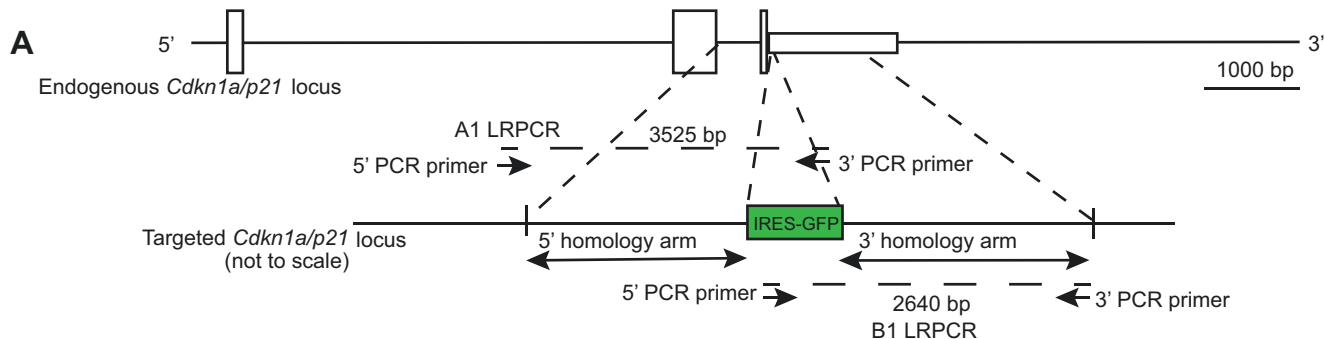 A
5’
3’
Endogenous Cdkn1a/p21 locus
1000 bp
A1 LRPCR
3525 bp
5’ PCR primer
3’ PCR primer
IRES-GFP
Targeted Cdkn1a/p21 locus
(not to scale)
5’ homology arm
3’ homology arm
5’ PCR primer
3’ PCR primer
2640 bp
B1 LRPCR